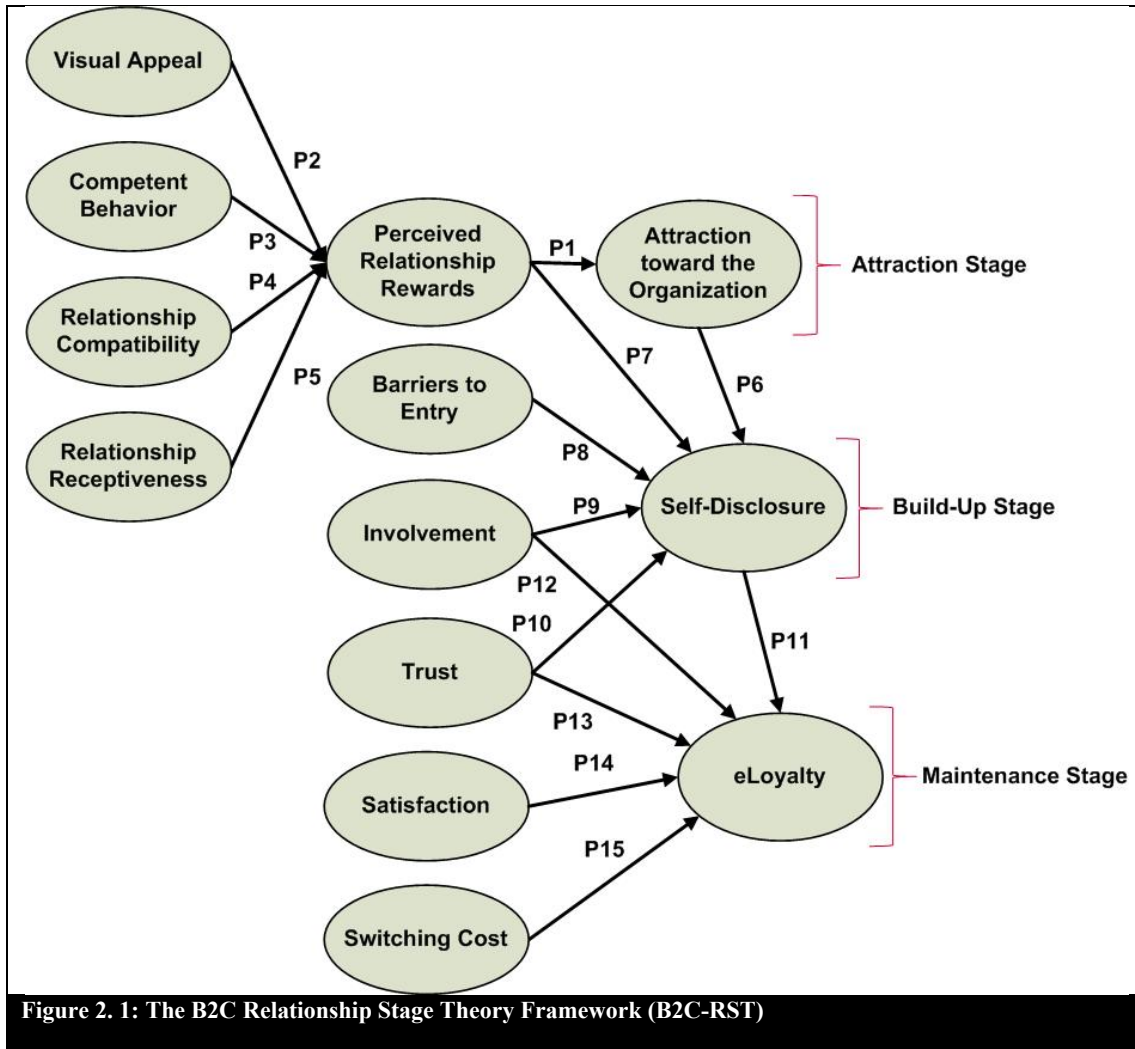 Visual Appeal
P2
Competent
Behavior
P3
Perceived
Relationship
Rewards
P1
Attraction
toward the
Organization
Attraction Stage
P4
Relationship
Compatibility
P5
P7
P6
Barriers to
Entry
Relationship
Receptiveness
P8
Self-Disclosure
Build-Up Stage
P9
Involvement
P12
P10
P11
Trust
P13
P14
eLoyalty
Maintenance Stage
Satisfaction
P15
Switching Cost
Figure 2. 1: The B2C Relationship Stage Theory Framework (B2C-RST)